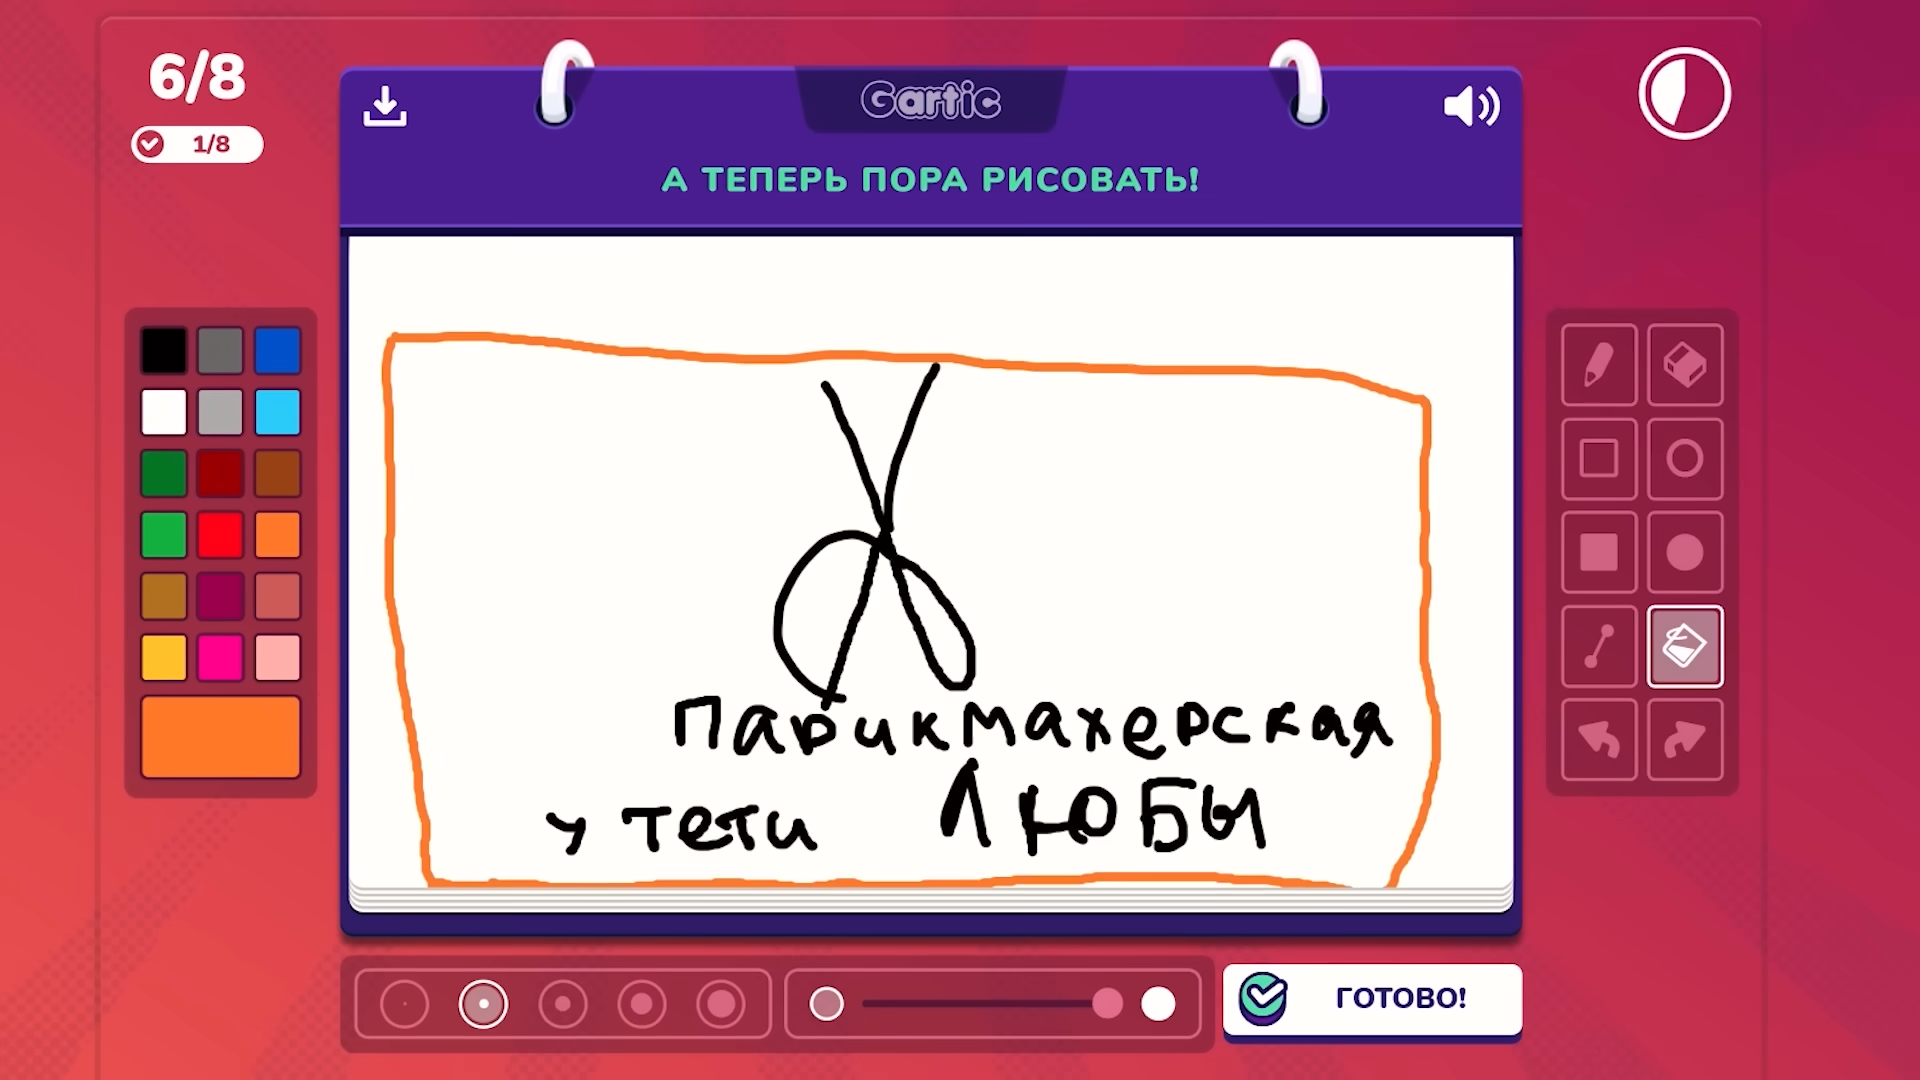 6/8
1/8
Gartic
А ТЕПЕРЬ ПОРА РИСОВАТЬ!
Парикмахерская
у тети ЛЮБЫ
ГОТОВО!